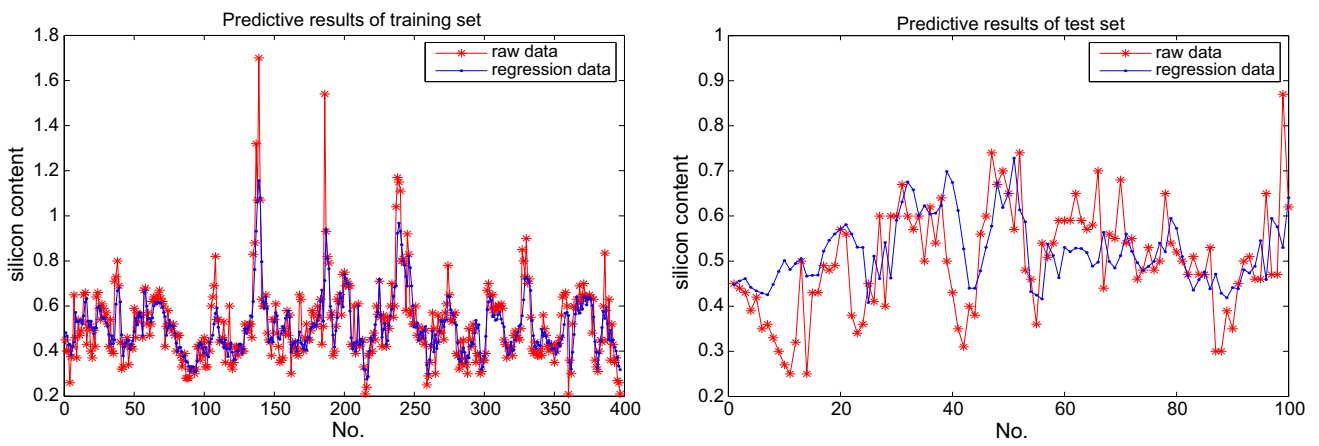 Predictive results of training set
1.8
1.6
1.4
1.2
1
0.8
0.6
0.4
0.2
silicon content
raw data
regression data
0 50 100 150 200 250 300 350 400
No.
Predictive results of test set
1
0.9
0.8
0.7
0.6
0.5
0.4
0.3
0.2
silicon content
raw data
regression data
0 20 40 60 80 100
No.